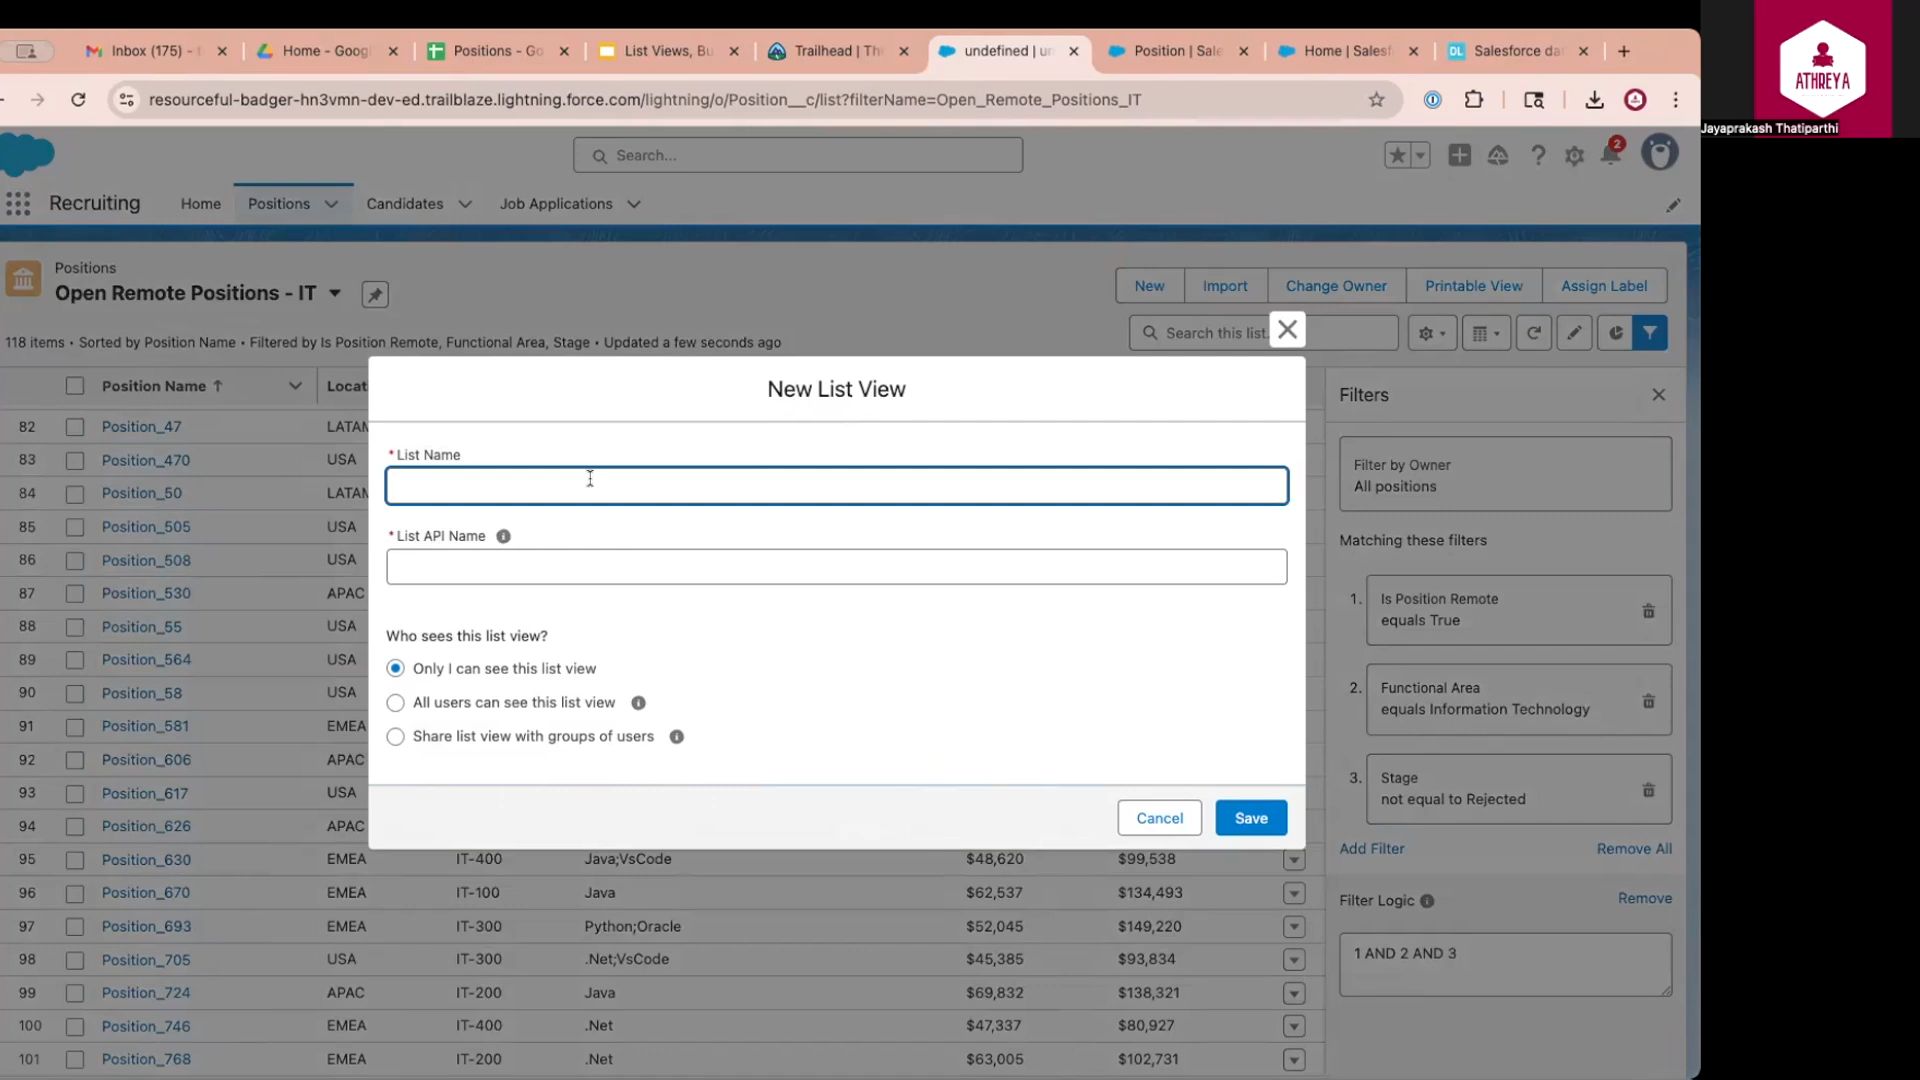 Inbox (175) - t
Home - Goog
Positions - Go
List Views, Bu
Trailhead | Th
undefined | un
Position | Sale
Home | Salesf
DL Salesforce da
resourceful-badger-hn3vmn-dev-ed.trailblaze.lightning.force.com/lightning/o/Position__c/list?filterName=Open_Remote_Positions_IT
ATHREYA
Jayaprakash Thatiparthi
Search...
2
Recruiting
Home
Positions
Candidates
Job Applications
Positions
Open Remote Positions - IT
New
Import
Change Owner
Printable View
Assign Label
118 items • Sorted by Position Name • Filtered by Is Position Remote, Functional Area, Stage • Updated a few seconds ago
Search this list.
Position Name
Locat
82 Position_47 LATAM
83 Position_470 USA
84 Position_50 LATAM
85 Position_505 USA
86 Position_508 USA
87 Position_530 APAC
88 Position_55 USA
89 Position_564 USA
90 Position_58 USA
91 Position_581 EMEA
92 Position_606 APAC
93 Position_617 USA
94 Position_626 APAC
95 Position_630 EMEA IT-400 Java;VsCode $48,620 $99,538
96 Position_670 EMEA IT-100 Java $62,537 $134,493
97 Position_693 EMEA IT-300 Python;Oracle $52,045 $149,220
98 Position_705 USA IT-300 .Net;VsCode $45,385 $93,834
99 Position_724 APAC IT-200 Java $69,832 $138,321
100 Position_746 EMEA IT-400 .Net $47,337 $80,927
101 Position_768 EMEA IT-200 .Net $63,005 $102,731
New List View
* List Name
* List API Name
Who sees this list view?
Only I can see this list view
All users can see this list view
Share list view with groups of users
Cancel
Save
Filters
Filter by Owner
All positions
Matching these filters
1. Is Position Remote
equals True
2. Functional Area
equals Information Technology
3. Stage
not equal to Rejected
Add Filter
Remove All
Filter Logic
Remove
1 AND 2 AND 3